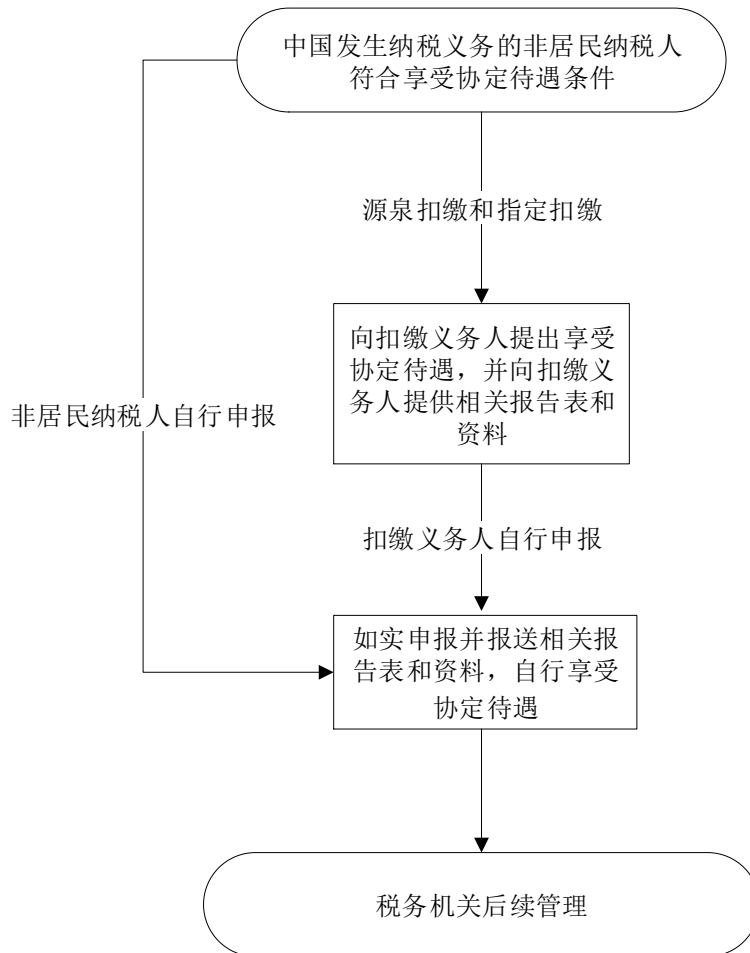 中国发生纳税义务的非居民纳税人
符合享受协定待遇条件
源泉扣缴和指定扣缴
向扣缴义务人提出享受
协定待遇，并向扣缴义
务人提供相关报告表和
资料
非居民纳税人自行申报
扣缴义务人自行申报
如实申报并报送相关报
告表和资料，自行享受
协定待遇
税务机关后续管理